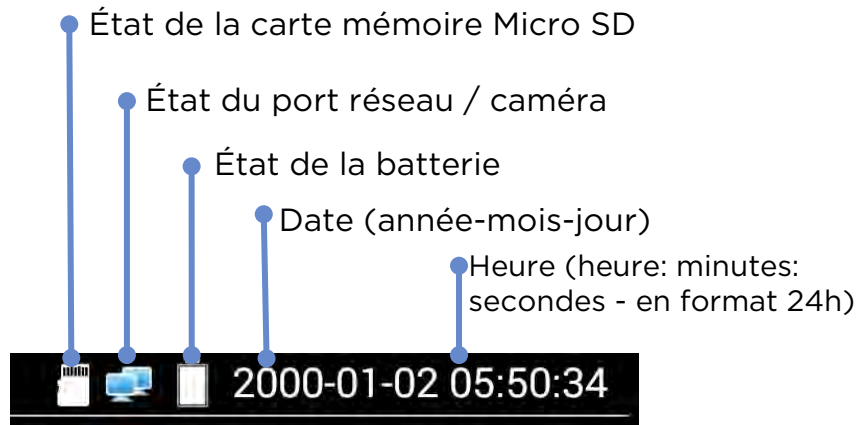 État de la carte mémoire Micro SD
État du port réseau / caméra
État de la batterie
Date (année-mois-jour)
Heure (heure: minutes:
secondes - en format 24h)
2000-01-02 05:50:34